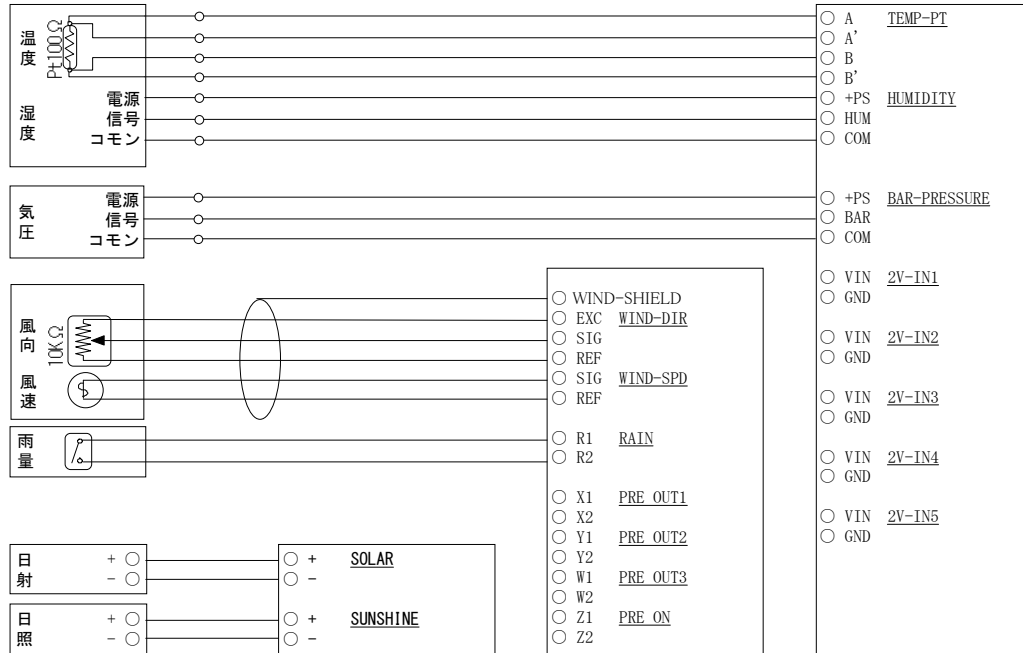 温度
Pt100Ω
湿度
電源
信号
コモン
気圧
電源
信号
コモン
風向
10KΩ
風速
雨量
日射
+
-
日照
+
-
+ SOLAR
-
+ SUNSHINE
-
WIND-SHIELD
EXC WIND-DIR
SIG
REF
SIG WIND-SPD
REF
R1 RAIN
R2
X1 PRE OUT1
X2
Y1 PRE OUT2
Y2
W1 PRE OUT3
W2
Z1 PRE ON
Z2
A TEMP-PT
A'
B
B'
+PS HUMIDITY
HUM
COM
+PS BAR-PRESSURE
BAR
COM
VIN 2V-IN1
GND
VIN 2V-IN2
GND
VIN 2V-IN3
GND
VIN 2V-IN4
GND
VIN 2V-IN5
GND